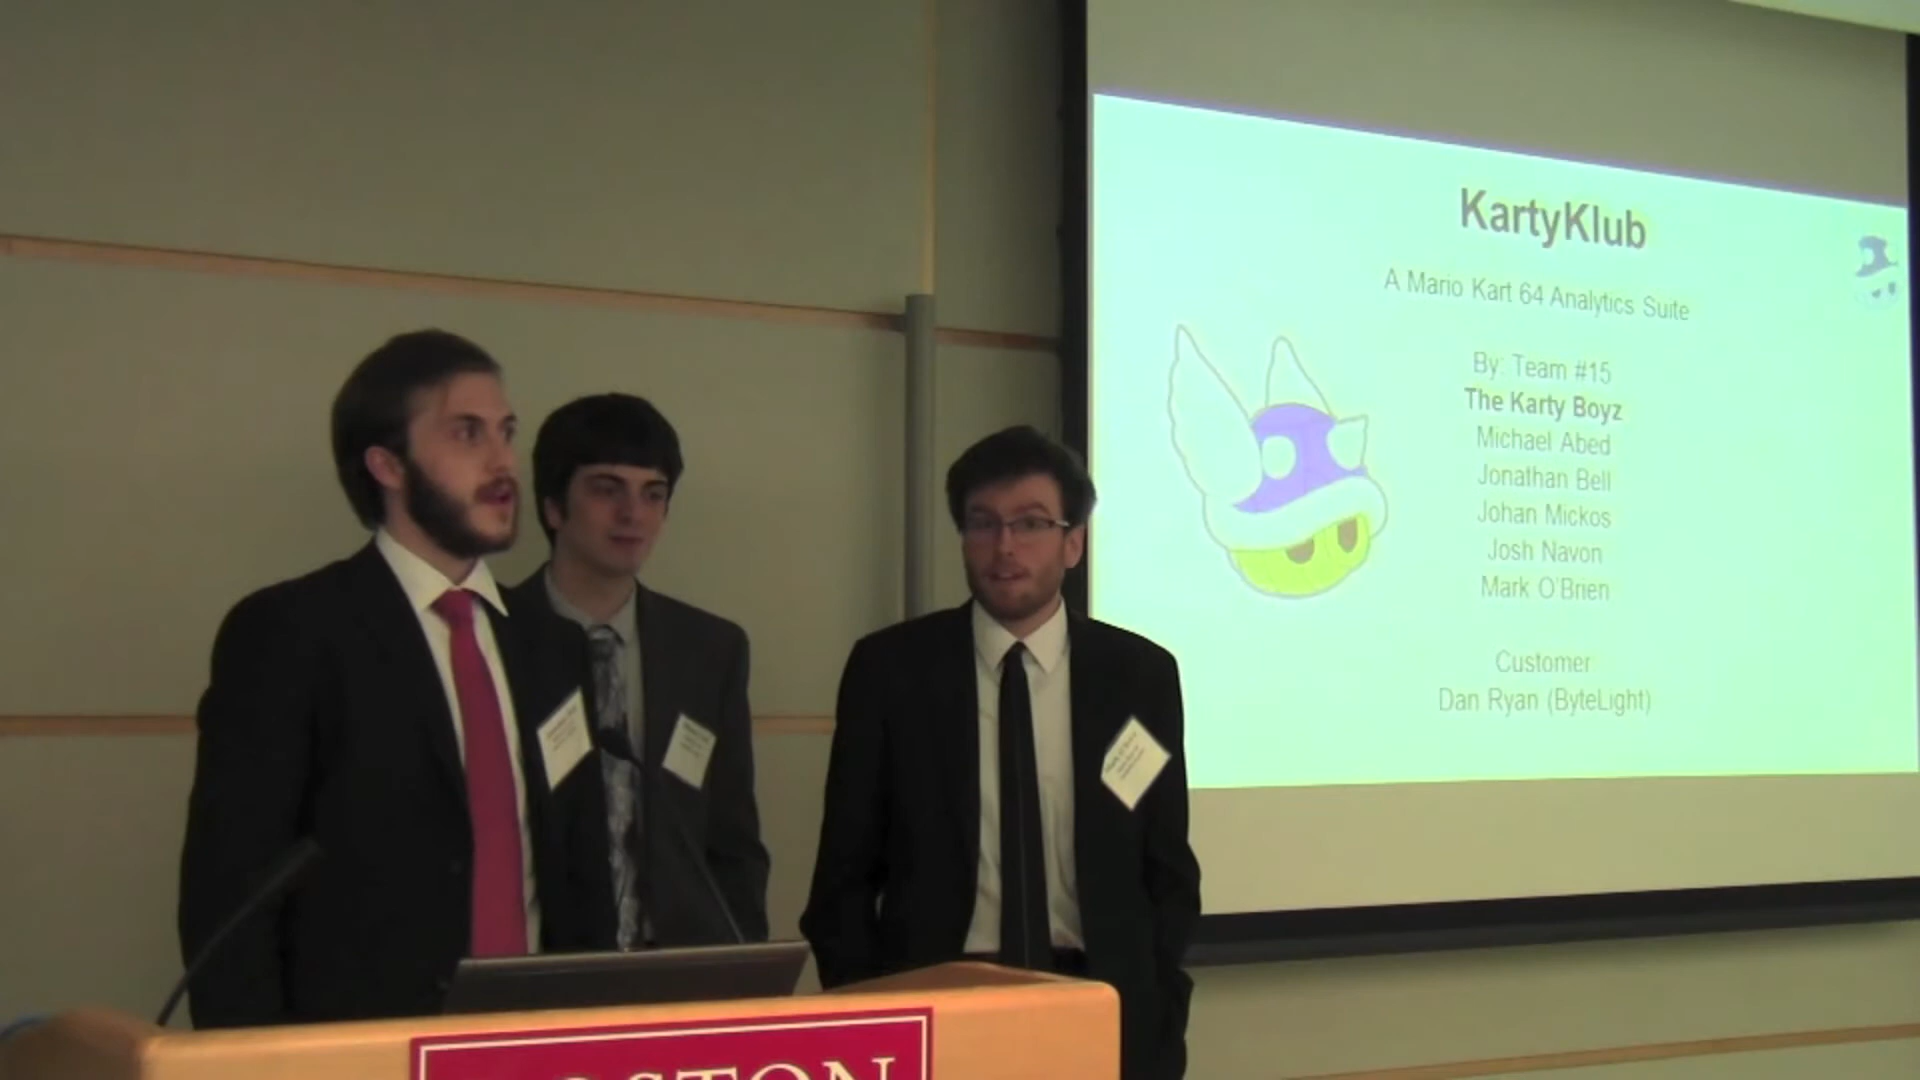 KartyKlub
A Mario Kart 64 Analytics Suite
By: Team #15
The Karty Boyz
Michael Abed
Jonathan Bell
Johan Mickos
Josh Navon
Mark O'Brien
Customer
Dan Ryan (ByteLight)
BOSTON